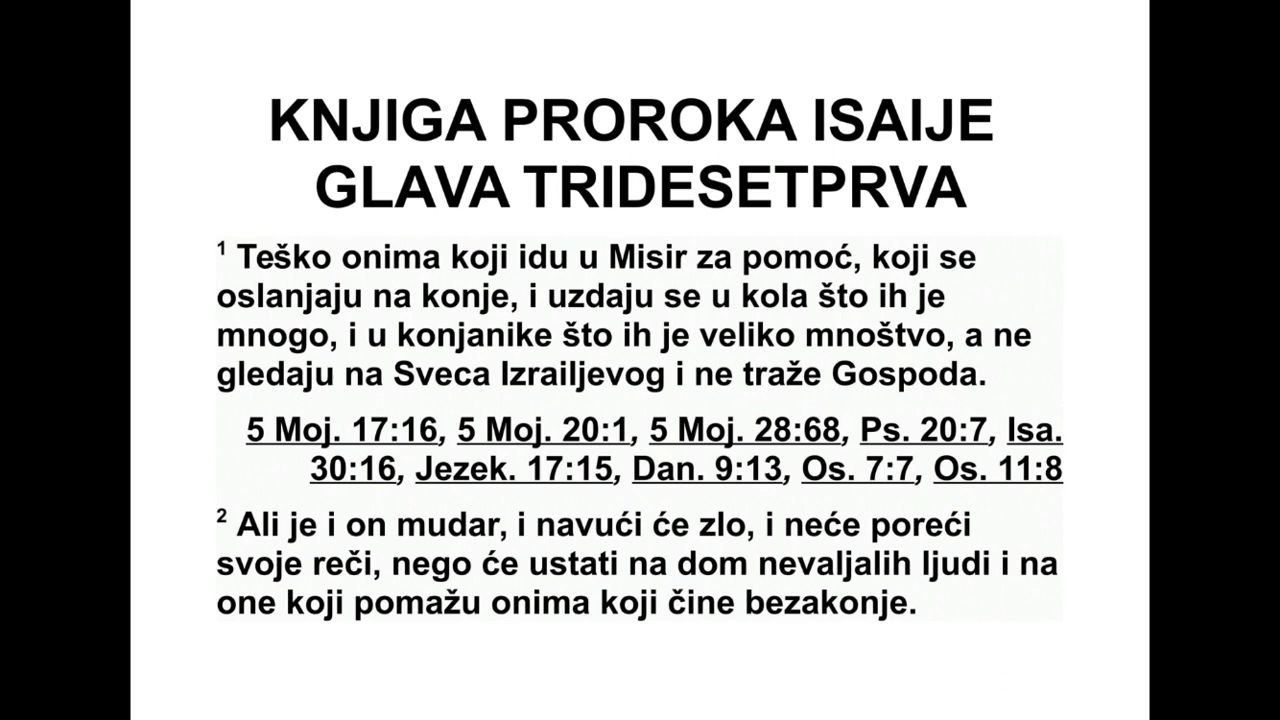 KNJIGA PROROKA ISAIJE
GLAVA TRIDESETPRVA
1 Teško onima koji idu u Misir za pomoć, koji se
oslanjaju na konje, i uzdaju se u kola što ih je
mnogo, i u konjanike što ih je veliko mnoštvo, a ne
gledaju na Sveca Izrailjevog i ne traže Gospoda.
5 Moj. 17:16, 5 Moj. 20:1, 5 Moj. 28:68, Ps. 20:7, Isa.
30:16, Jezek. 17:15, Dan. 9:13, Os. 7:7, Os. 11:8
2 Ali je i on mudar, i navući će zlo, i neće poreći
svoje reči, nego će ustati na dom nevaljalih ljudi i na
one koji pomažu onima koji čine bezakonje.